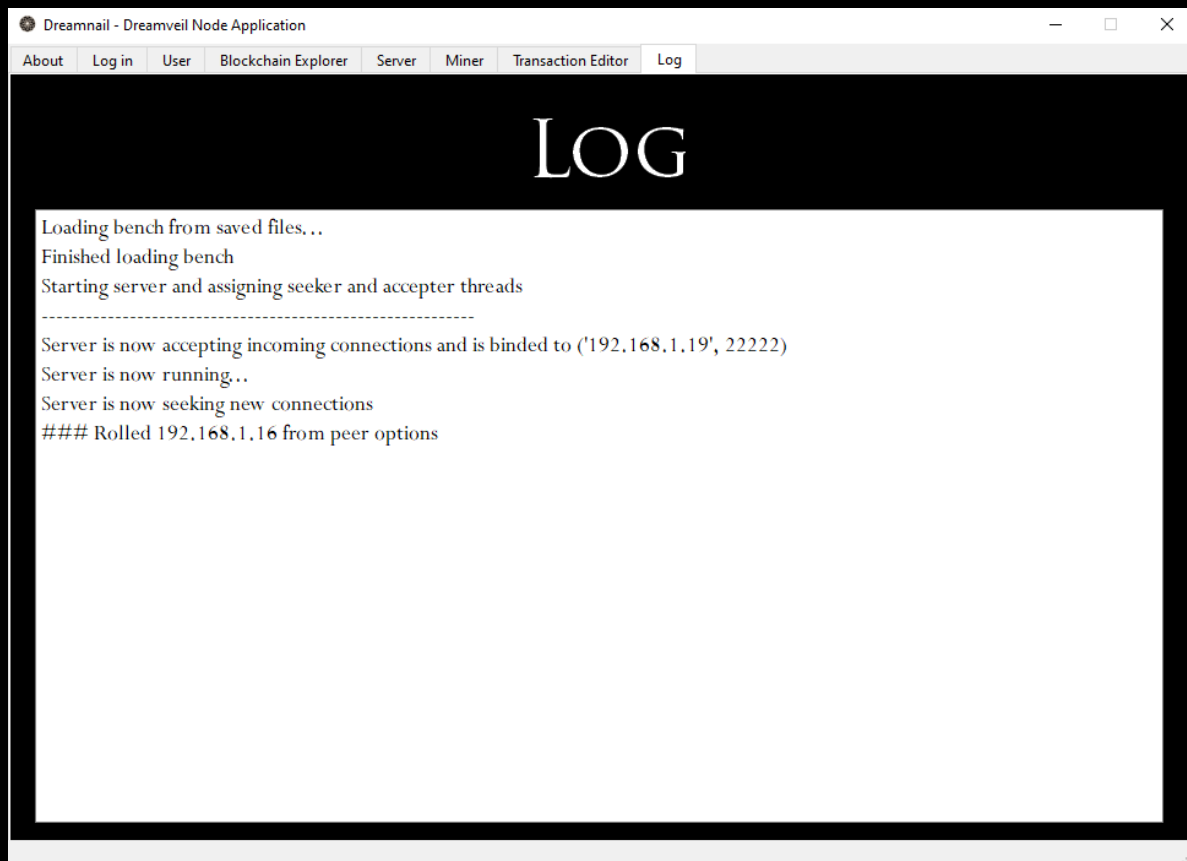 Dreamnail - Dreamveil Node Application
About Log in User Blockchain Explorer Server Miner Transaction Editor Log
LOG
Loading bench from saved files...
Finished loading bench
Starting server and assigning seeker and accepter threads
-----------------------------------------------------------
Server is now accepting incoming connections and is binded to ('192.168.1.19', 22222)
Server is now running...
Server is now seeking new connections
### Rolled 192.168.1.16 from peer options